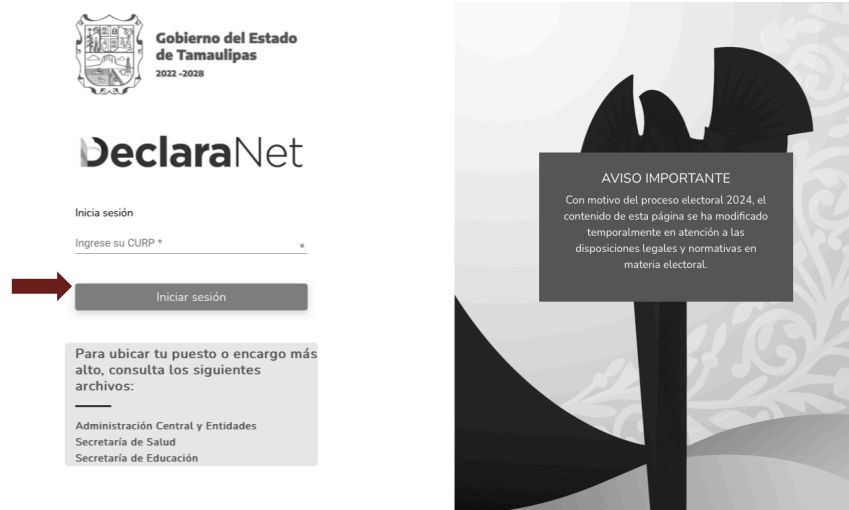 Gobierno del Estado
de Tamaulipas
2022 -2028
DeclaraNet
Inicia sesión
Ingrese su CURP *
Iniciar sesión
Para ubicar tu puesto o encargo más
alto, consulta los siguientes
archivos:
Administración Central y Entidades
Secretaría de Salud
Secretaría de Educación
AVISO IMPORTANTE
Con motivo del proceso electoral 2024, el
contenido de esta página se ha modificado
temporalmente en atención a las
disposiciones legales y normativas en
materia electoral.